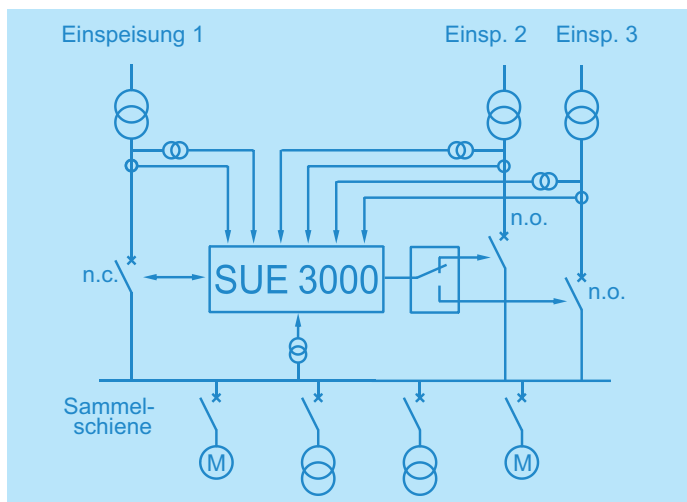 Einspeisung 1
Einsp. 2
Einsp. 3
n.o.
n.c.
SUE 3000
n.o.
Sammel-
schiene
M
M